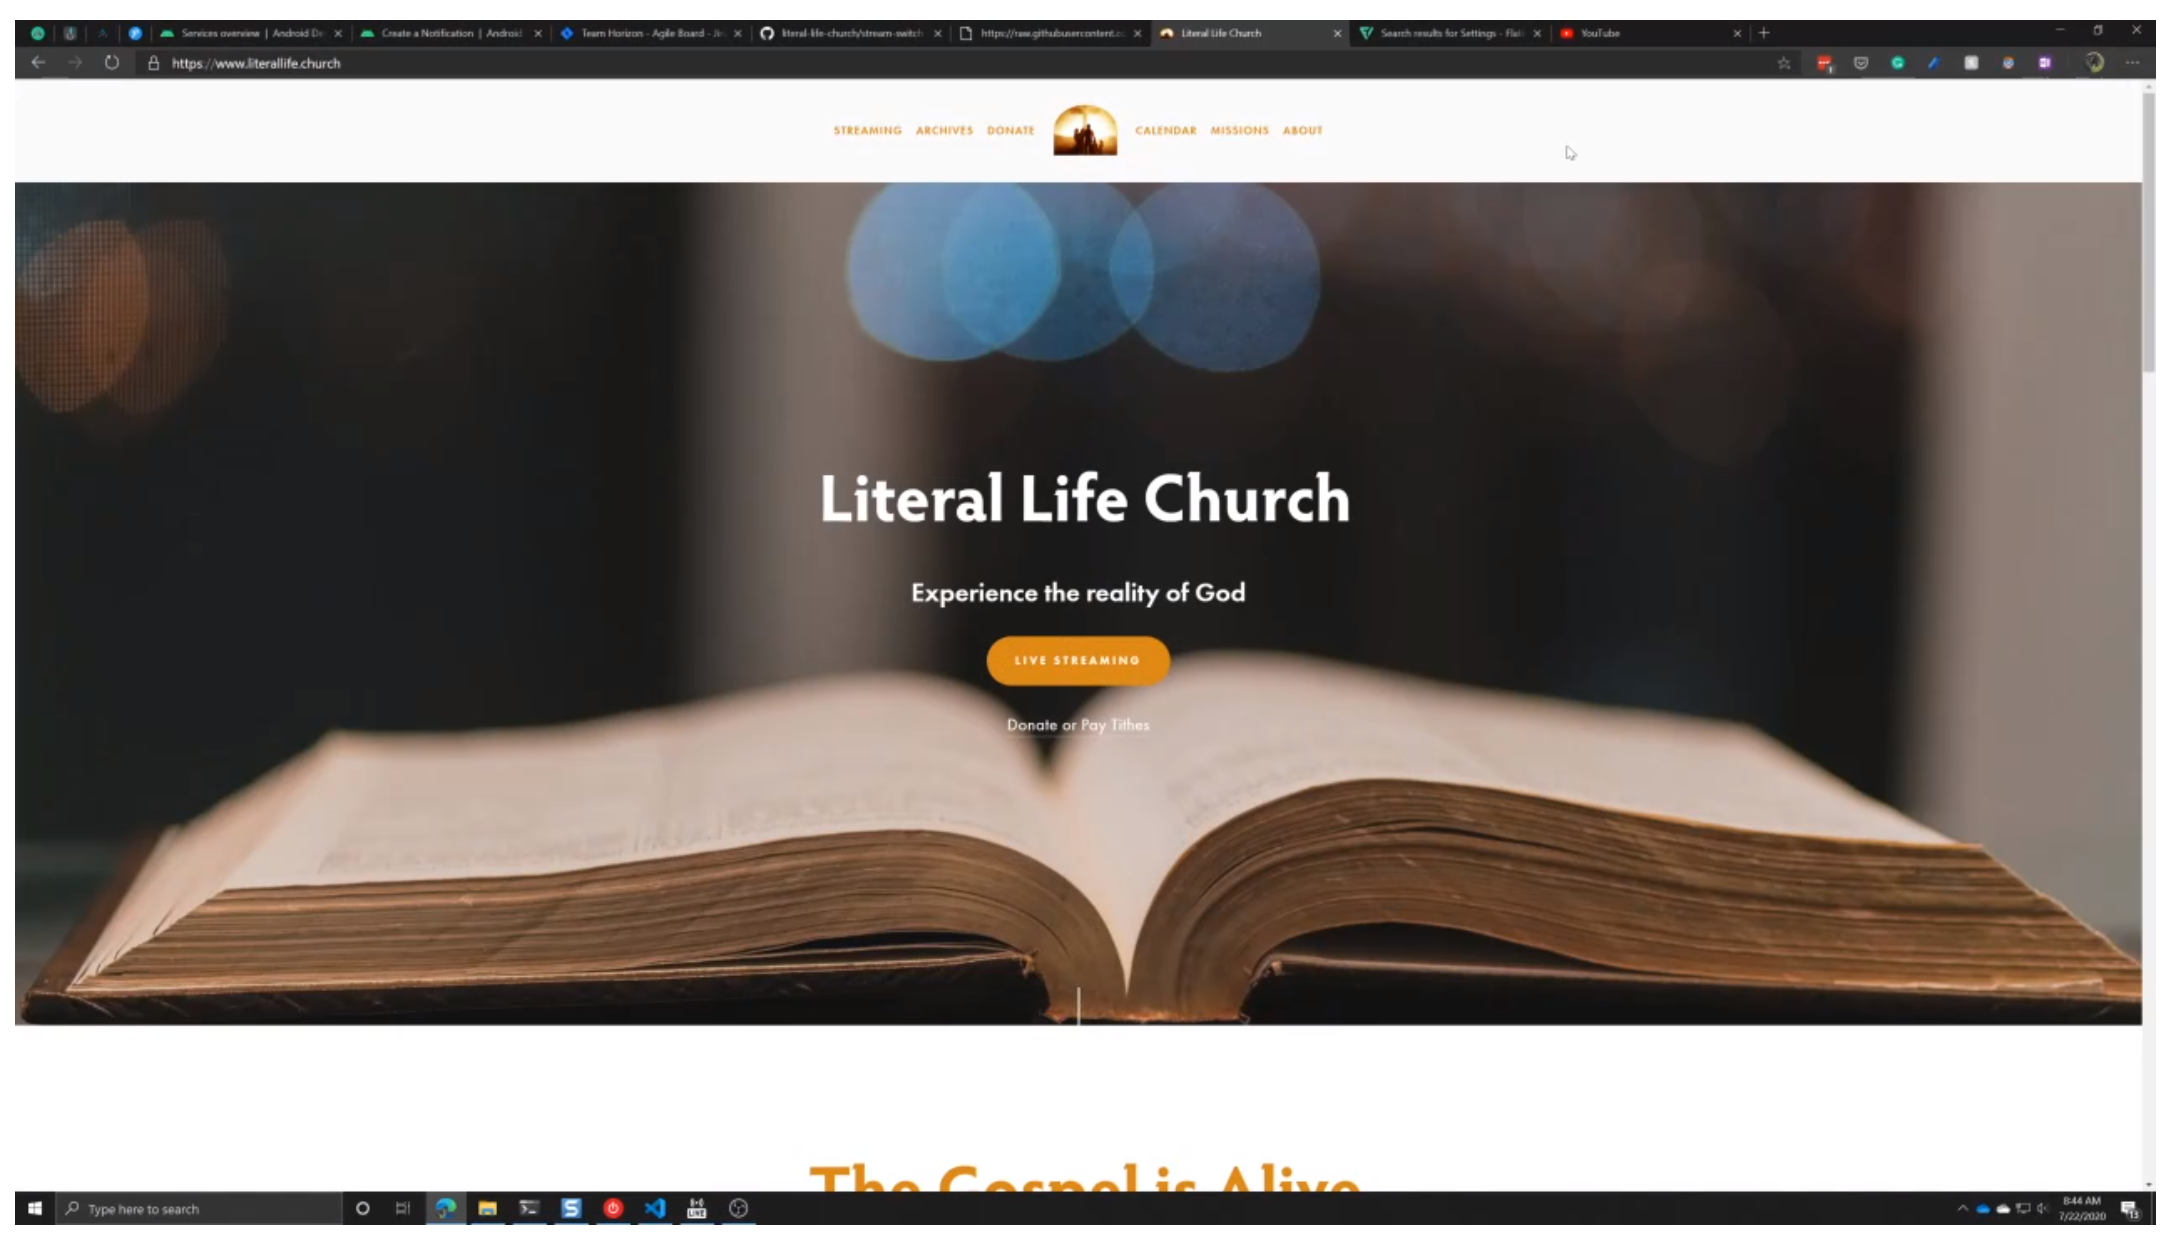 Services overview | Android De
Create a Notification | Android
Team Horizon - Agile Board - Jir
literal-life-church/stream-switch
https://raw.githubusercontent.c
Literal Life Church
Search results for Settings - Flat
YouTube
https://www.literallife.church
STREAMING ARCHIVES DONATE CALENDAR MISSIONS ABOUT
Literal Life Church
Experience the reality of God
LIVE STREAMING
Donate or Pay Tithes
The Gospel is Alive
Type here to search
LIVE
8:44 AM
7/22/2020
13